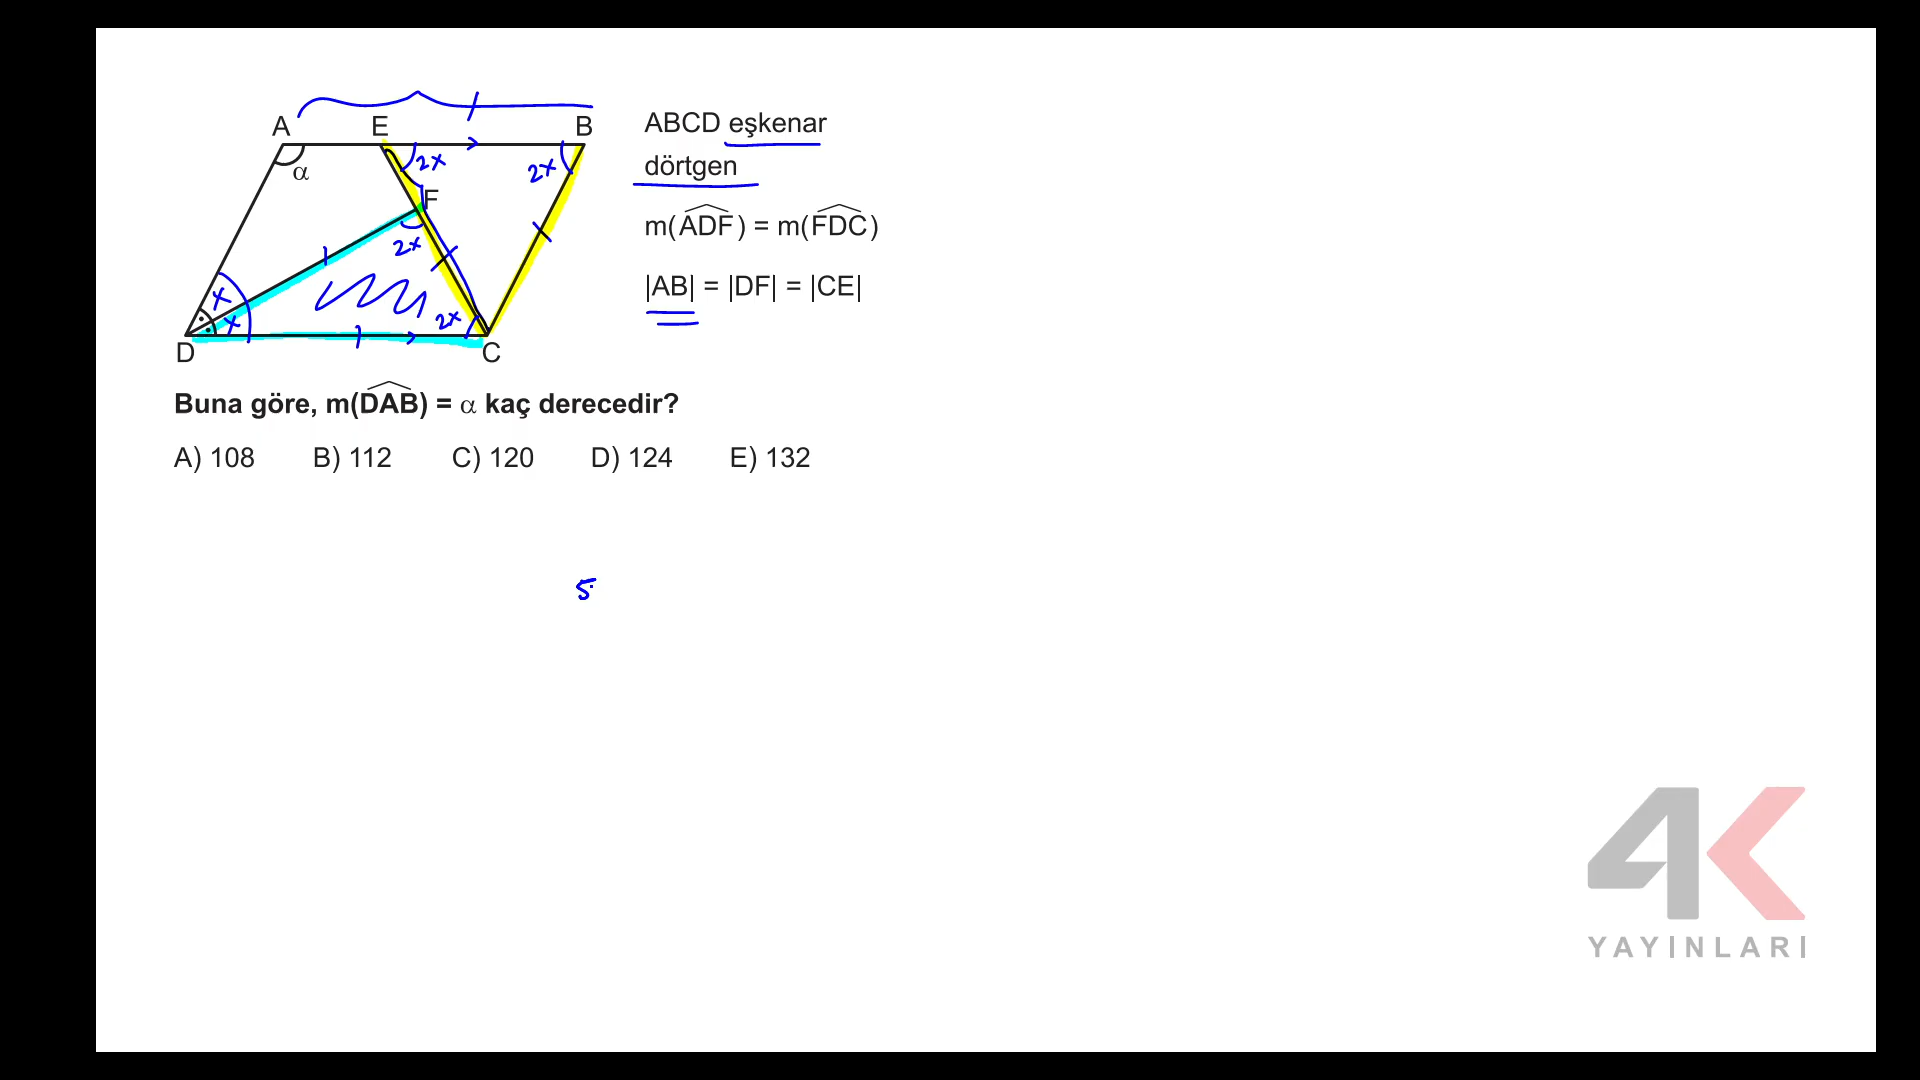 A E B
α
2x
2x
F
2x
x
x
2x
D C
ABCD eşkenar
dörtgen
m(ADF) = m(FDC)
|AB| = |DF| = |CE|
Buna göre, m(DAB) = α kaç derecedir?
A) 108 B) 112 C) 120 D) 124 E) 132
5
4K
YAYINLARI